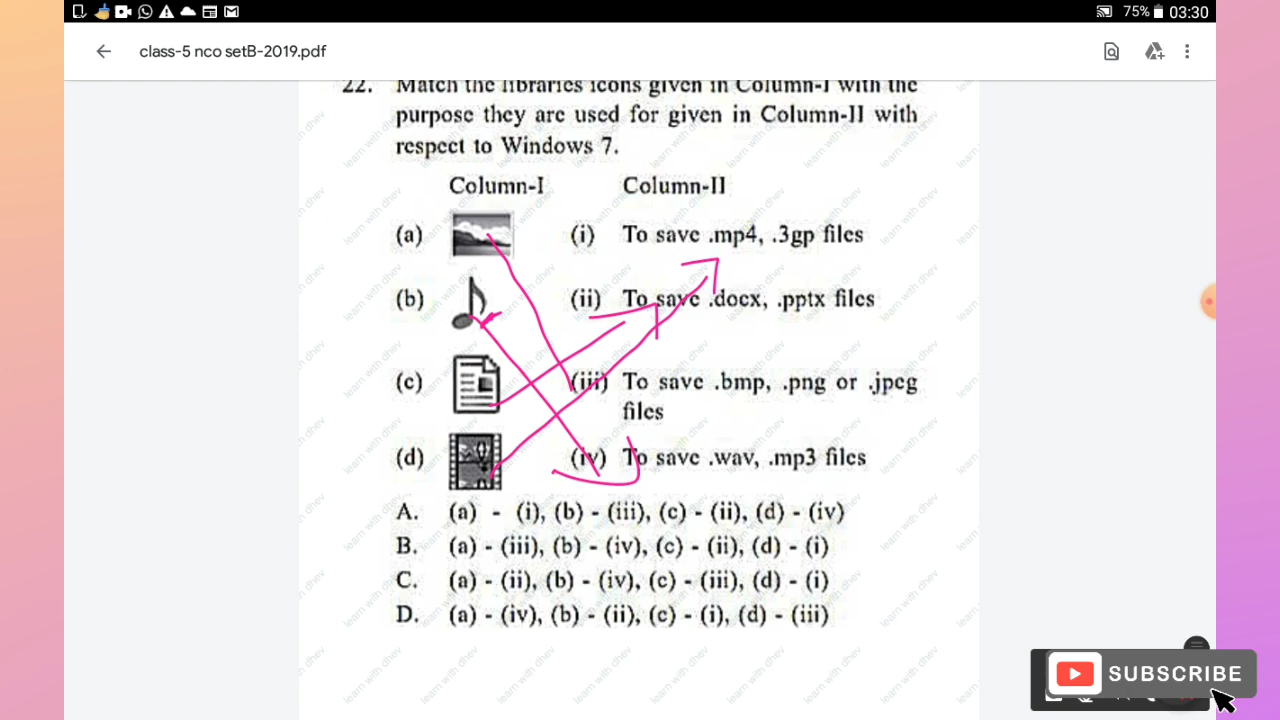 75% 03:30
class-5 nco setB-2019.pdf
22. Match the libraries icons given in Column-I with the
purpose they are used for given in Column-II with
respect to Windows 7.
Column-I Column-II
(a) (i) To save .mp4, .3gp files
(b) (ii) To save .docx, .pptx files
(c) (iii) To save .bmp, .png or .jpeg
files
(d) (iv) To save .wav, .mp3 files
A. (a) - (i), (b) - (iii), (c) - (ii), (d) - (iv)
B. (a) - (iii), (b) - (iv), (c) - (ii), (d) - (i)
C. (a) - (ii), (b) - (iv), (c) - (iii), (d) - (i)
D. (a) - (iv), (b) - (ii), (c) - (i), (d) - (iii)
learn with dhev
SUBSCRIBE